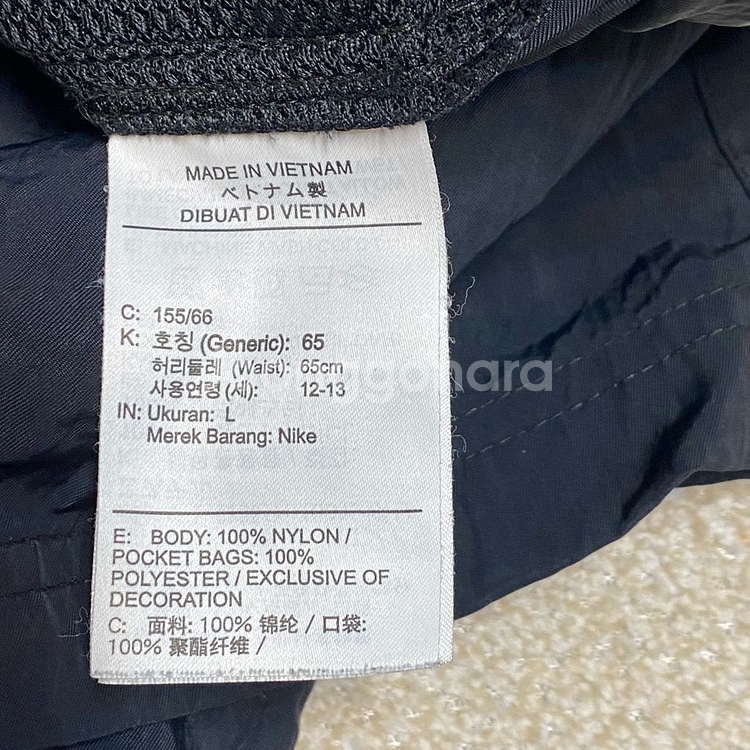 MADE IN VIETNAM
ベトナム製
DIBUAT DI VIETNAM
C: 155/66
K: 호칭 (Generic): 65
허리둘레 (Waist): 65cm
사용연령 (세): 12-13
IN: Ukuran: L
Merek Barang: Nike
E: BODY: 100% NYLON /
POCKET BAGS: 100%
POLYESTER / EXCLUSIVE OF
DECORATION
C: 面料: 100% 锦纶 / 口袋:
100% 聚酯纤维 /